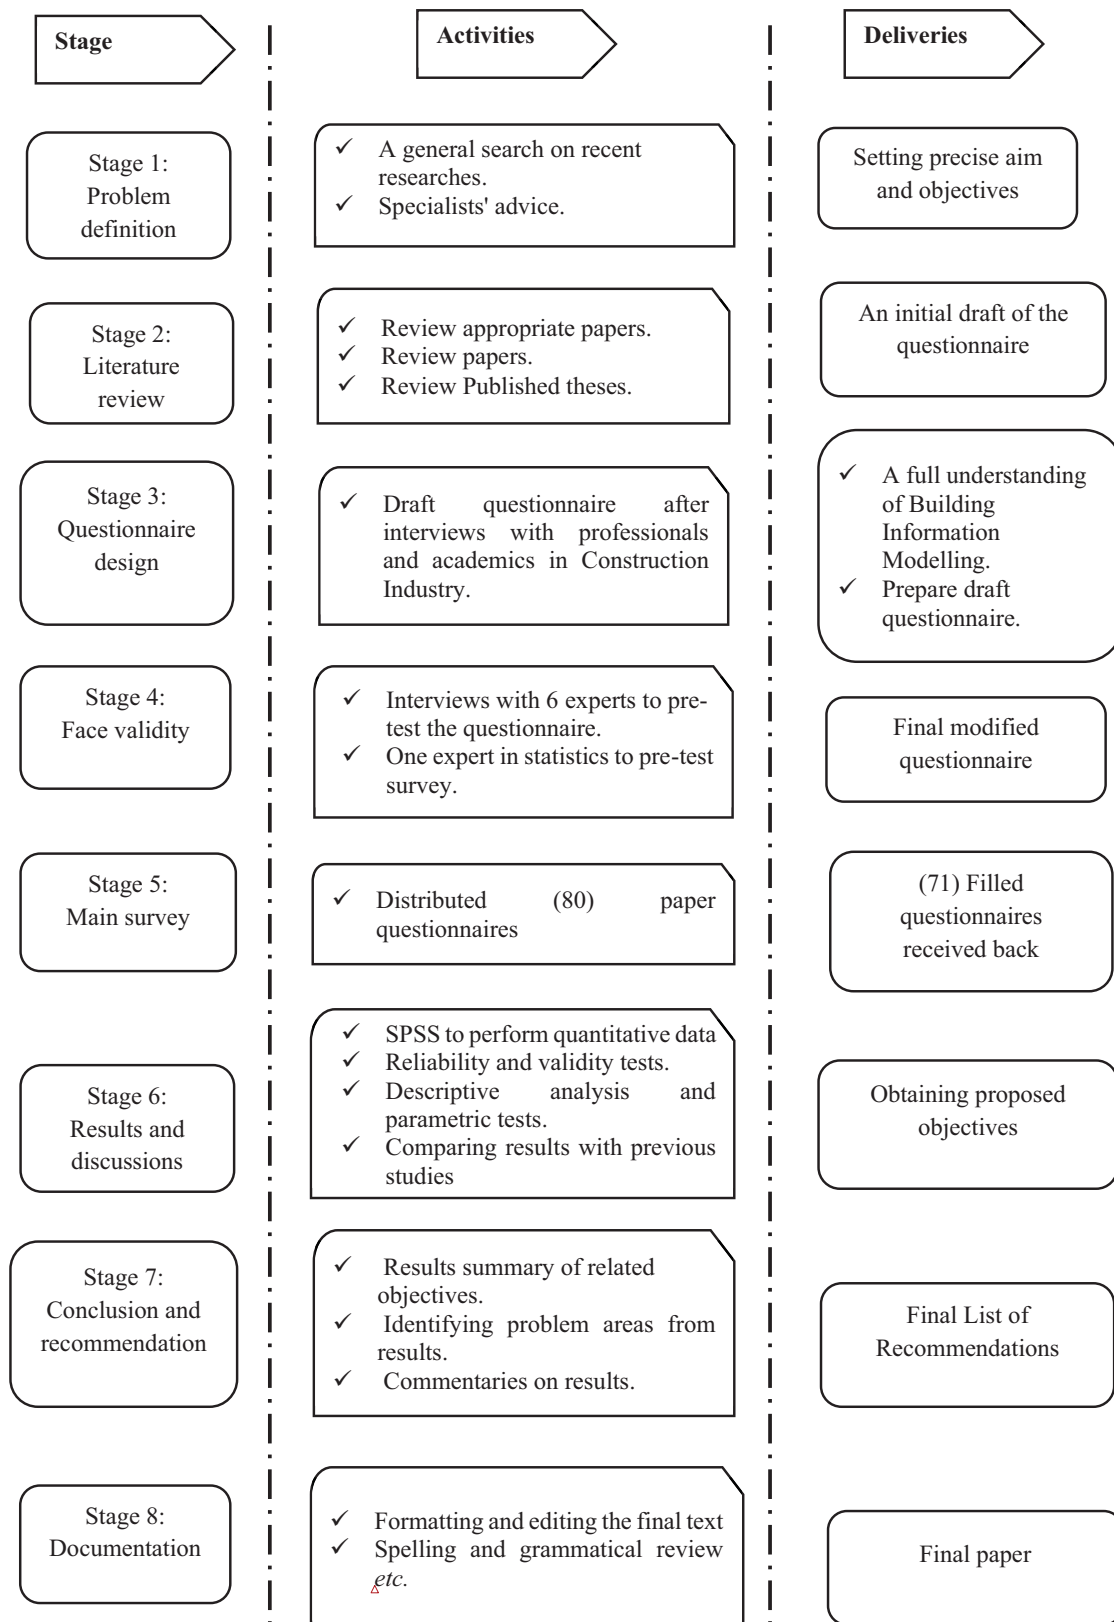 Stage
Activities
Deliveries
Stage 1:
Problem
definition
✓ A general search on recent
researches.
✓ Specialists' advice.
Setting precise aim
and objectives
Stage 2:
Literature
review
✓ Review appropriate papers.
✓ Review papers.
✓ Review Published theses.
An initial draft of the
questionnaire
Stage 3:
Questionnaire
design
✓ Draft questionnaire after
interviews with professionals
and academics in Construction
Industry.
✓ A full understanding
of Building
Information
Modelling.
✓ Prepare draft
questionnaire.
Stage 4:
Face validity
✓ Interviews with 6 experts to pre-
test the questionnaire.
✓ One expert in statistics to pre-test
survey.
Final modified
questionnaire
Stage 5:
Main survey
✓ Distributed (80) paper
questionnaires
(71) Filled
questionnaires
received back
Stage 6:
Results and
discussions
✓ SPSS to perform quantitative data
✓ Reliability and validity tests.
✓ Descriptive analysis and
parametric tests.
✓ Comparing results with previous
studies
Obtaining proposed
objectives
Stage 7:
Conclusion and
recommendation
✓ Results summary of related
objectives.
✓ Identifying problem areas from
results.
✓ Commentaries on results.
Final List of
Recommendations
Stage 8:
Documentation
✓ Formatting and editing the final text
✓ Spelling and grammatical review
etc.
Final paper